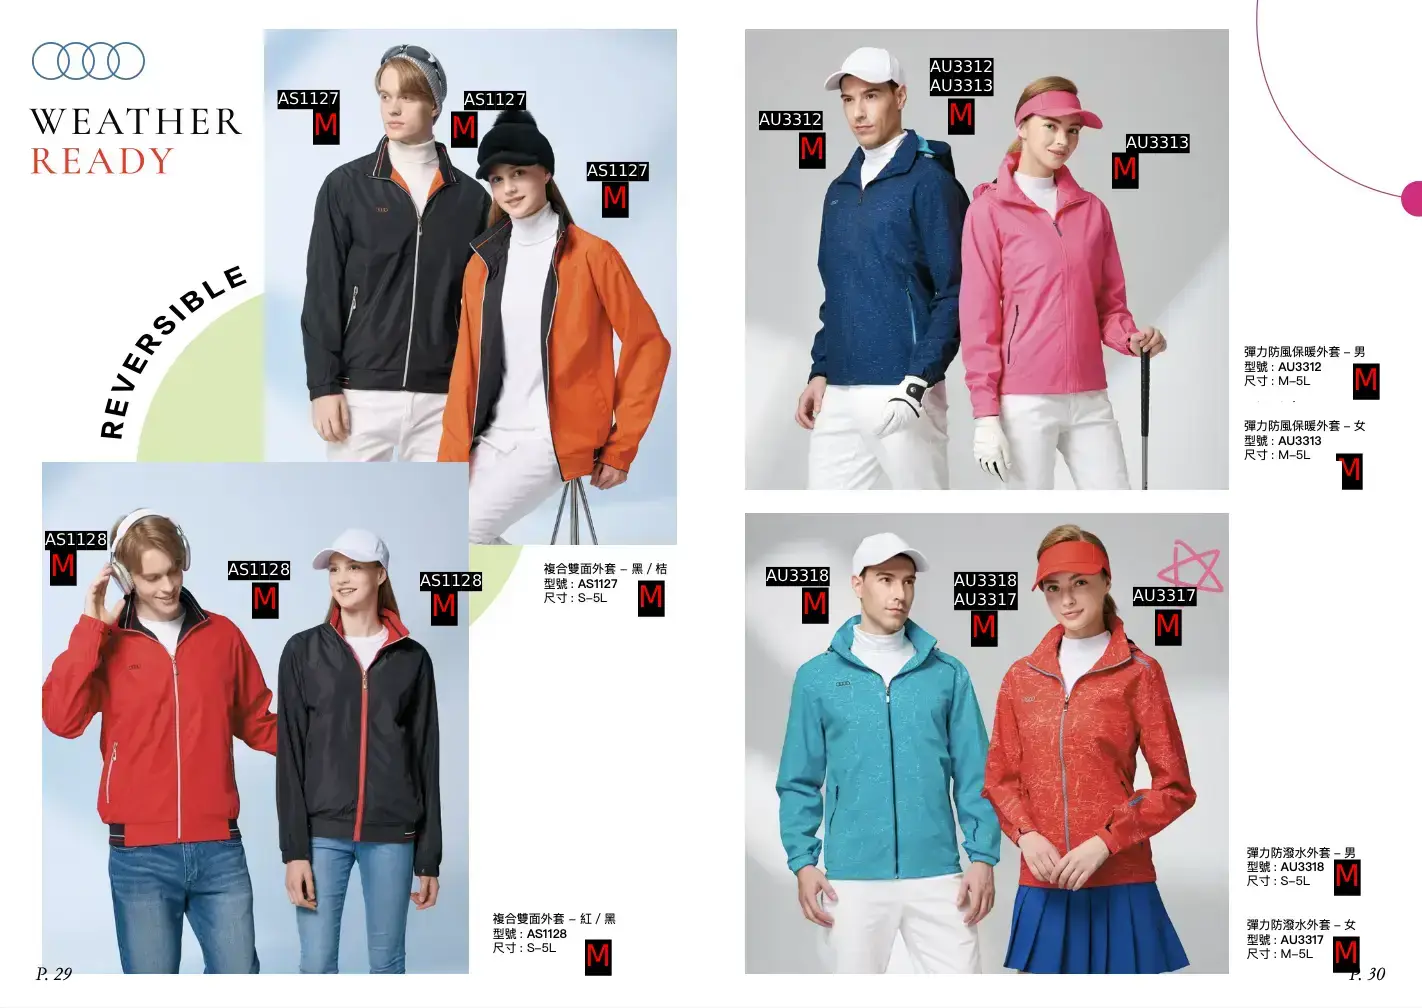 WEATHER
READY
REVERSIBLE
AS1127
M
AS1127
M
AS1127
M
複合雙面外套 – 黑 / 桔
型號 : AS1127
尺寸 : S–5L
M
AS1128
M
AS1128
M
AS1128
M
複合雙面外套 – 紅 / 黑
型號 : AS1128
尺寸 : S–5L
M
P. 29
AU3312
M
AU3312
AU3313
M
AU3313
M
彈力防風保暖外套 – 男
型號 : AU3312
尺寸 : M–5L
M
彈力防風保暖外套 – 女
型號 : AU3313
尺寸 : M–5L
M
AU3318
M
AU3318
AU3317
M
AU3317
M
彈力防潑水外套 – 男
型號 : AU3318
尺寸 : S–5L
M
彈力防潑水外套 – 女
型號 : AU3317
尺寸 : M–5L
M
P. 30